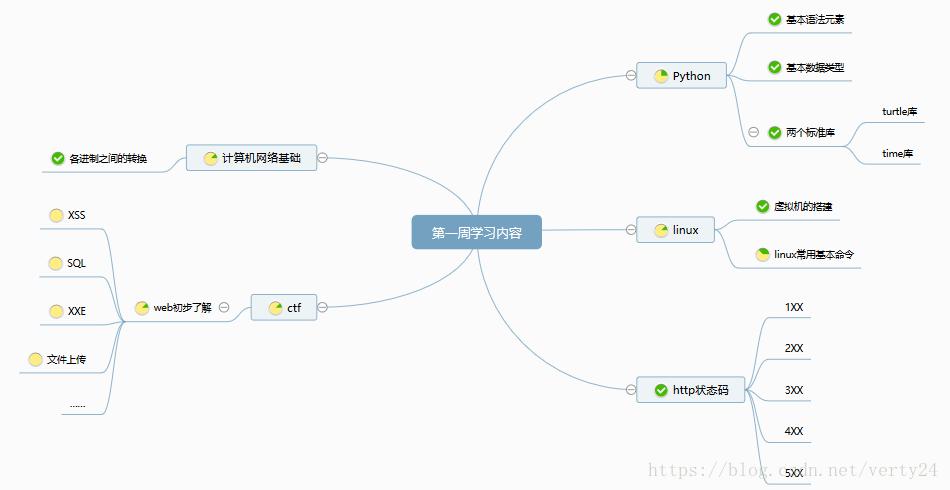 第一周学习内容
Python
基本语法元素
基本数据类型
两个标准库
turtle库
time库
linux
虚拟机的搭建
linux常用基本命令
http状态码
1XX
2XX
3XX
4XX
5XX
计算机网络基础
各进制之间的转换
ctf
web初步了解
XSS
SQL
XXE
文件上传
......
https://blog.csdn.net/verty24